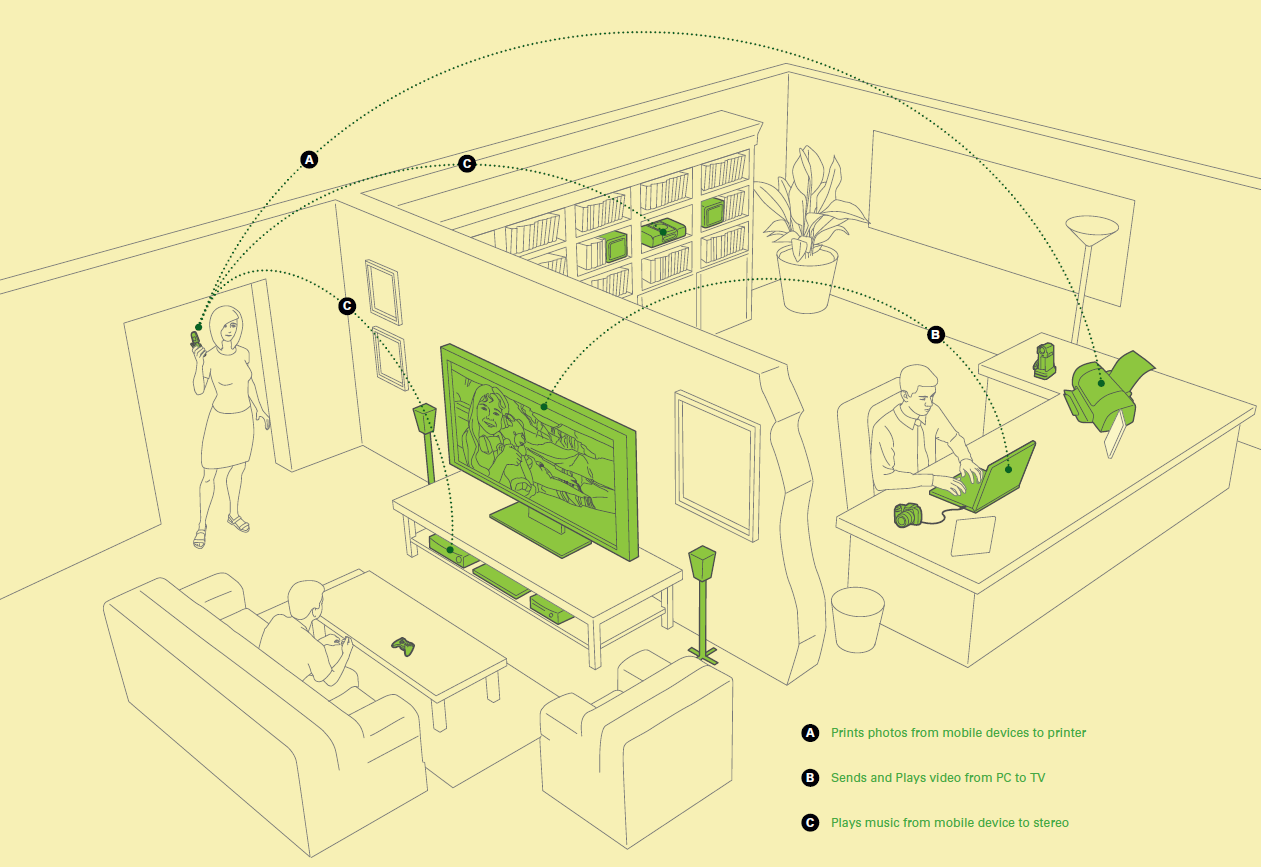 A
C
C
B
A Prints photos from mobile devices to printer
B Sends and Plays video from PC to TV
C Plays music from mobile device to stereo